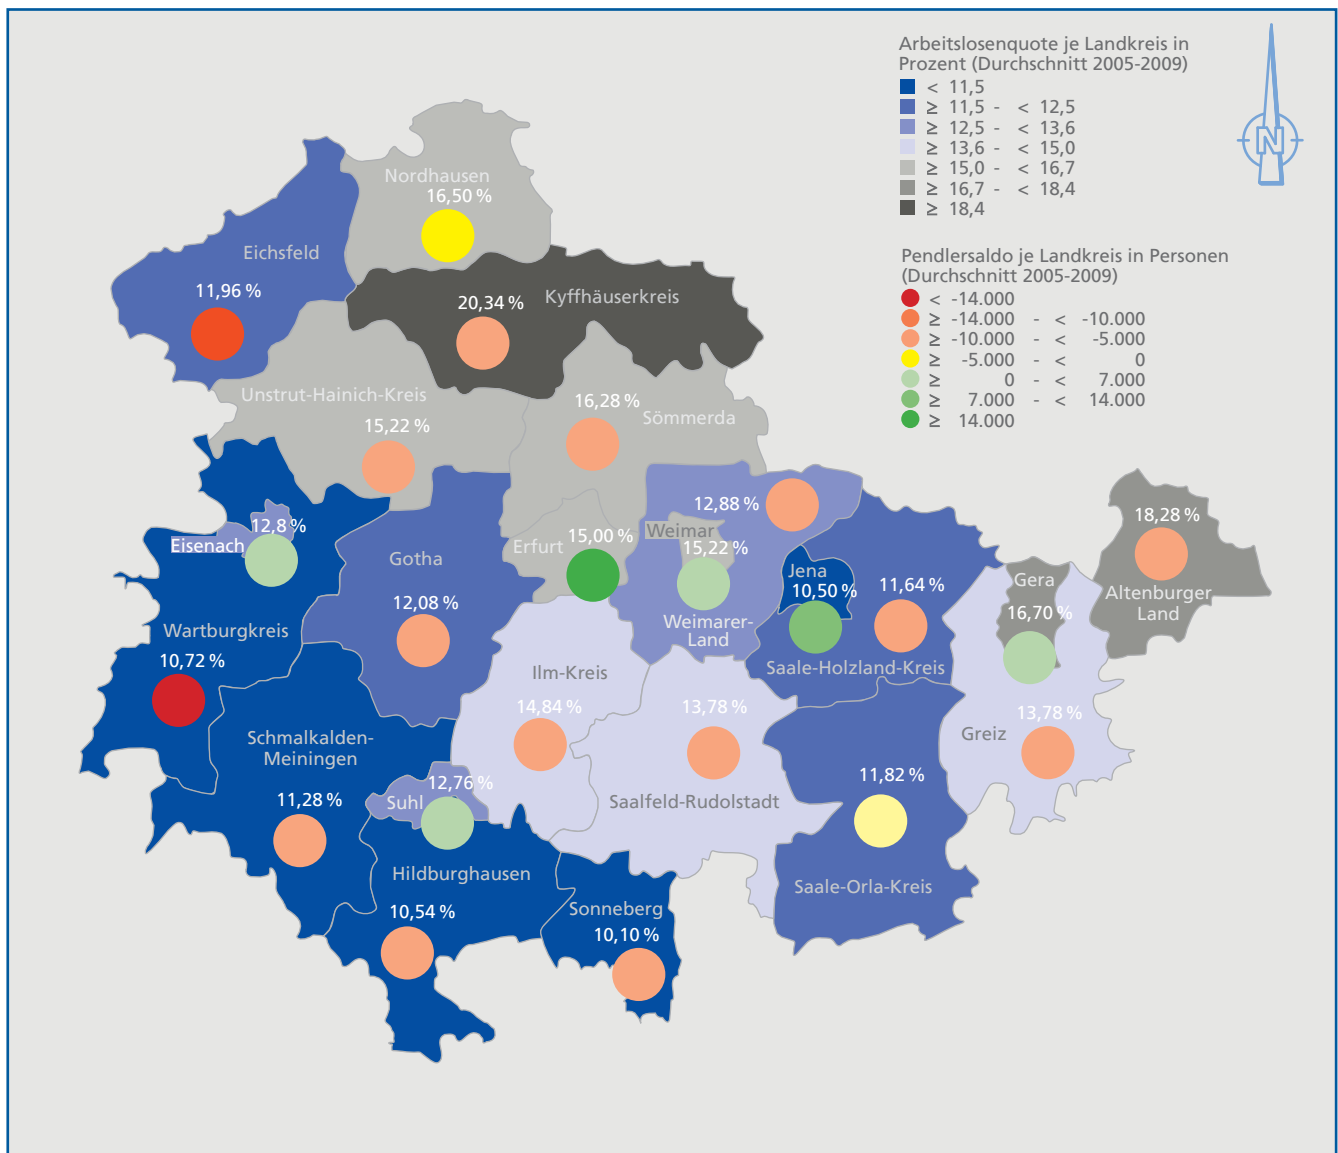 Arbeitslosenquote je Landkreis in
Prozent (Durchschnitt 2005-2009)
< 11,5
≥ 11,5 - < 12,5
≥ 12,5 - < 13,6
≥ 13,6 - < 15,0
≥ 15,0 - < 16,7
≥ 16,7 - < 18,4
≥ 18,4
N
Pendlersaldo je Landkreis in Personen
(Durchschnitt 2005-2009)
< -14.000
≥ -14.000 - < -10.000
≥ -10.000 - < -5.000
≥ -5.000 - < 0
≥ 0 - < 7.000
≥ 7.000 - < 14.000
≥ 14.000
Nordhausen
16,50 %
Eichsfeld
11,96 %
Kyffhäuserkreis
20,34 %
Unstrut-Hainich-Kreis
15,22 %
16,28 %
Sömmerda
12,88 %
Weimar
15,22 %
Weimarer-
Land
Erfurt
15,00 %
12,8 %
Eisenach
Gotha
12,08 %
Jena
10,50 %
11,64 %
Saale-Holzland-Kreis
Gera
16,70 %
18,28 %
Altenburger
Land
Wartburgkreis
10,72 %
Ilm-Kreis
14,84 %
13,78 %
Saalfeld-Rudolstadt
13,78 %
Greiz
Schmalkalden-
Meiningen
11,28 %
12,76 %
Suhl
11,82 %
Saale-Orla-Kreis
Hildburghausen
10,54 %
Sonneberg
10,10 %